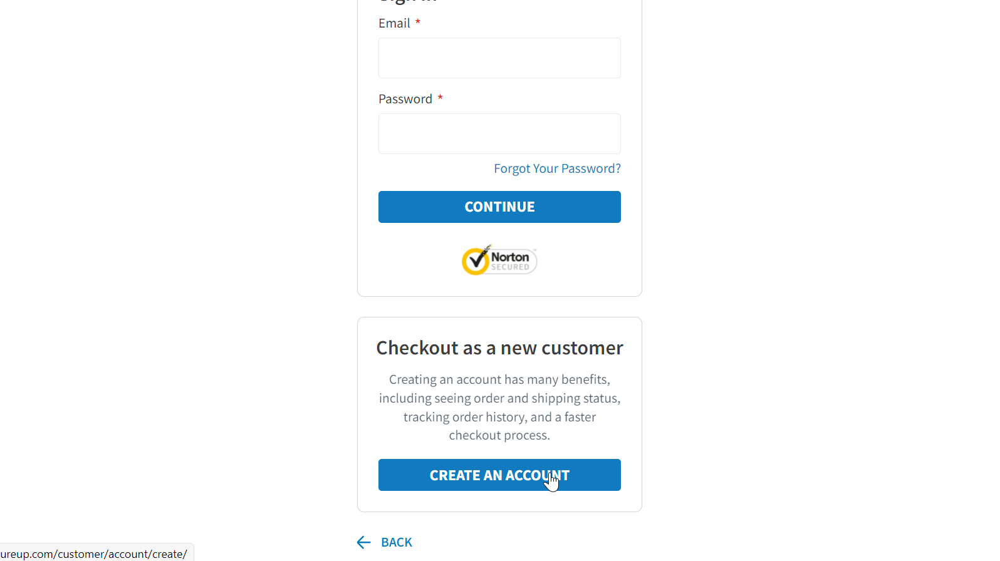 Sign in
Email *
Password *
Forgot Your Password?
CONTINUE
Norton
SECURED
Checkout as a new customer
Creating an account has many benefits,
including seeing order and shipping status,
tracking order history, and a faster
checkout process.
CREATE AN ACCOUNT
BACK
ureup.com/customer/account/create/